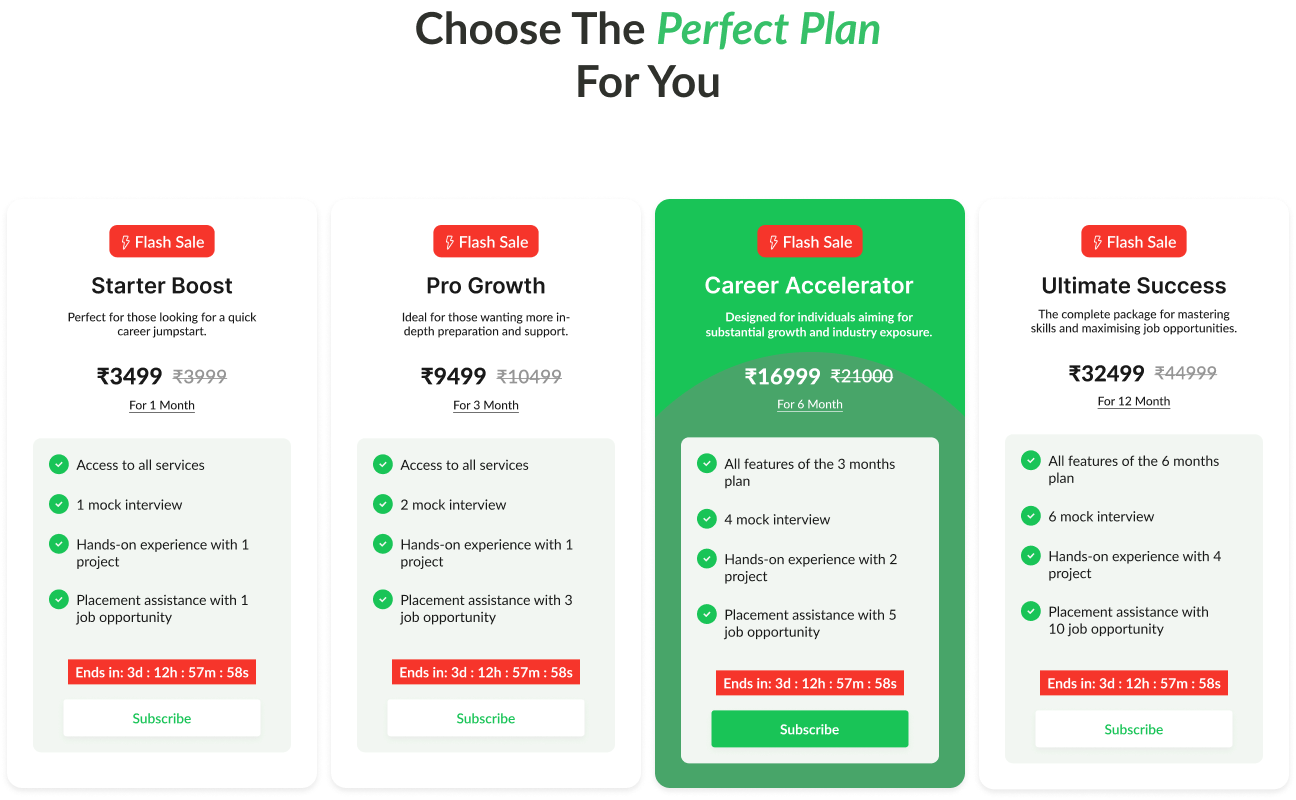 Choose The Perfect Plan
For You
Flash Sale
Starter Boost
Perfect for those looking for a quick
career jumpstart.
₹3499 ₹3999
For 1 Month
Access to all services
1 mock interview
Hands-on experience with 1
project
Placement assistance with 1
job opportunity
Ends in: 3d : 12h : 57m : 58s
Subscribe
Flash Sale
Pro Growth
Ideal for those wanting more in-
depth preparation and support.
₹9499 ₹10499
For 3 Month
Access to all services
2 mock interview
Hands-on experience with 1
project
Placement assistance with 3
job opportunity
Ends in: 3d : 12h : 57m : 58s
Subscribe
Flash Sale
Career Accelerator
Designed for individuals aiming for
substantial growth and industry exposure.
₹16999 ₹21000
For 6 Month
All features of the 3 months
plan
4 mock interview
Hands-on experience with 2
project
Placement assistance with 5
job opportunity
Ends in: 3d : 12h : 57m : 58s
Subscribe
Flash Sale
Ultimate Success
The complete package for mastering
skills and maximising job opportunities.
₹32499 ₹44999
For 12 Month
All features of the 6 months
plan
6 mock interview
Hands-on experience with 4
project
Placement assistance with
10 job opportunity
Ends in: 3d : 12h : 57m : 58s
Subscribe